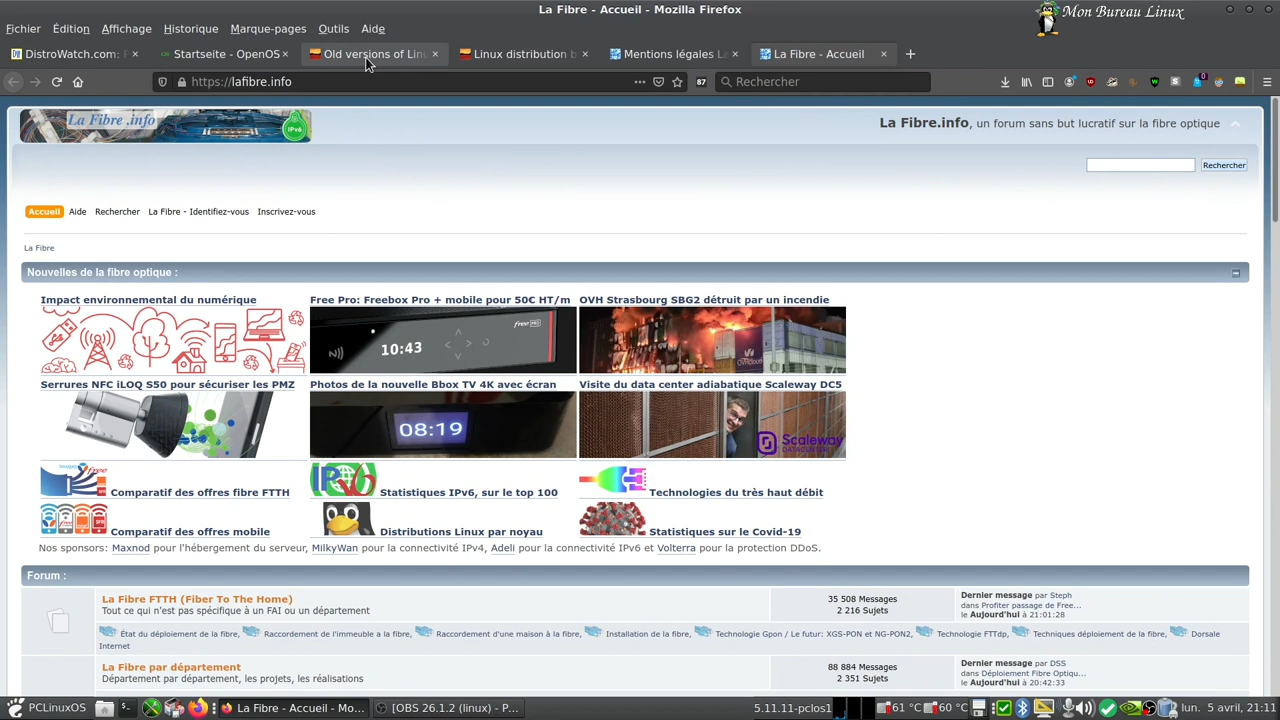 La Fibre - Accueil - Mozilla Firefox
Mon Bureau Linux
Fichier Édition Affichage Historique Marque-pages Outils Aide
DistroWatch.com: P Startseite - OpenOS Old versions of Linu Linux distribution b Mentions légales La La Fibre - Accueil
https://lafibre.info 87 Rechercher
La Fibre .info IPv6
La Fibre.info, un forum sans but lucratif sur la fibre optique
Rechercher
Accueil Aide Rechercher La Fibre - Identifiez-vous Inscrivez-vous
La Fibre
Nouvelles de la fibre optique :
Impact environnemental du numérique Free Pro: Freebox Pro + mobile pour 50€ HT/m OVH Strasbourg SBG2 détruit par un incendie
10:43 free
Serrures NFC iLOQ S50 pour sécuriser les PMZ Photos de la nouvelle Bbox TV 4K avec écran Visite du data center adiabatique Scaleway DC5
08:19 Scaleway
DATACENTER
Comparatif des offres fibre FTTH IPv6 Statistiques IPv6, sur le top 100 Technologies du très haut débit
Comparatif des offres mobile Distributions Linux par noyau Statistiques sur le Covid-19
Nos sponsors: Maxnod pour l'hébergement du serveur, MilkyWan pour la connectivité IPv4, Adeli pour la connectivité IPv6 et Volterra pour la protection DDoS.
Forum :
La Fibre FTTH (Fiber To The Home)
Tout ce qui n'est pas spécifique à un FAI ou un département
35 508 Messages
2 216 Sujets
Dernier message par Steph
dans Profiter passage de Free...
le Aujourd'hui à 21:01:28
État du déploiement de la fibre, Raccordement de l'immeuble a la fibre, Raccordement d'une maison à la fibre, Installation de la fibre, Technologie Gpon / Le futur: XGS-PON et NG-PON2, Technologie FTTdp, Techniques déploiement de la fibre, Dorsale
Internet
La Fibre par département
Département par département, les projets, les réalisations
88 884 Messages
2 351 Sujets
Dernier message par DSS
dans Déploiement Fibre Optiqu...
le Aujourd'hui à 20:42:33
PCLinuxOS La Fibre - Accueil - Mo... [OBS 26.1.2 (linux) - P... 5.11.11-pclos1 61 °C 60 °C lun. 5 avril, 21:11